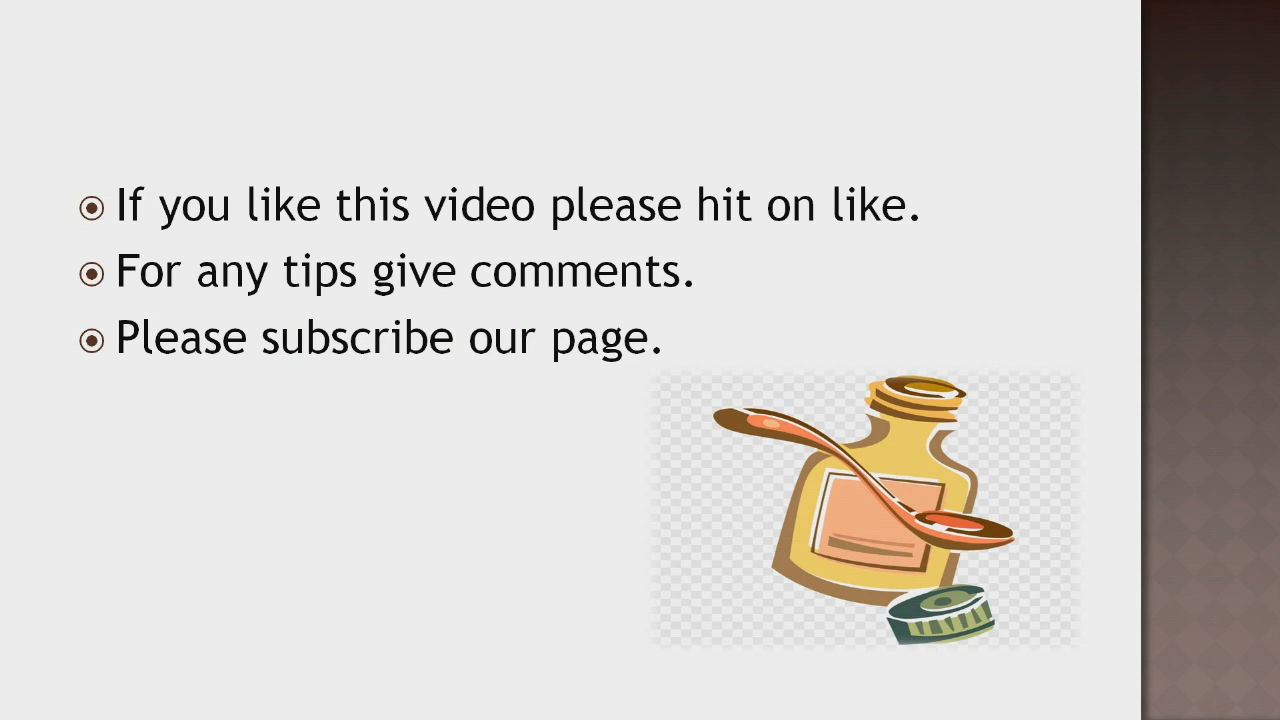 If you like this video please hit on like.
For any tips give comments.
Please subscribe our page.